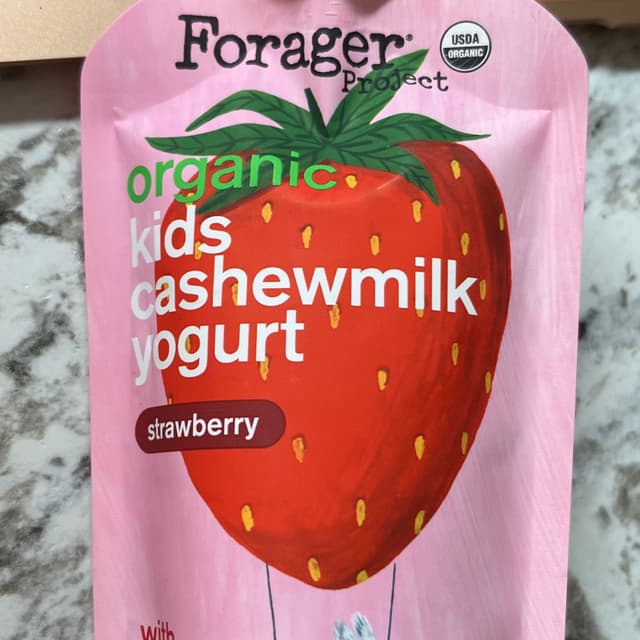 Forager®
Project
USDA
ORGANIC
organic
kids
cashewmilk
yogurt
strawberry
with